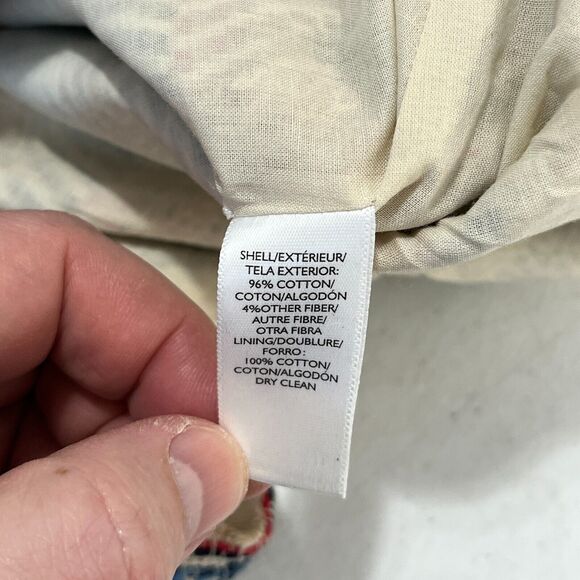 SHELL/EXTÉRIEUR/
TELA EXTERIOR:
96% COTTON/
COTON/ALGODÓN
4%OTHER FIBER/
AUTRE FIBRE/
OTRA FIBRA
LINING/DOUBLURE/
FORRO:
100% COTTON/
COTON/ALGODÓN
DRY CLEAN